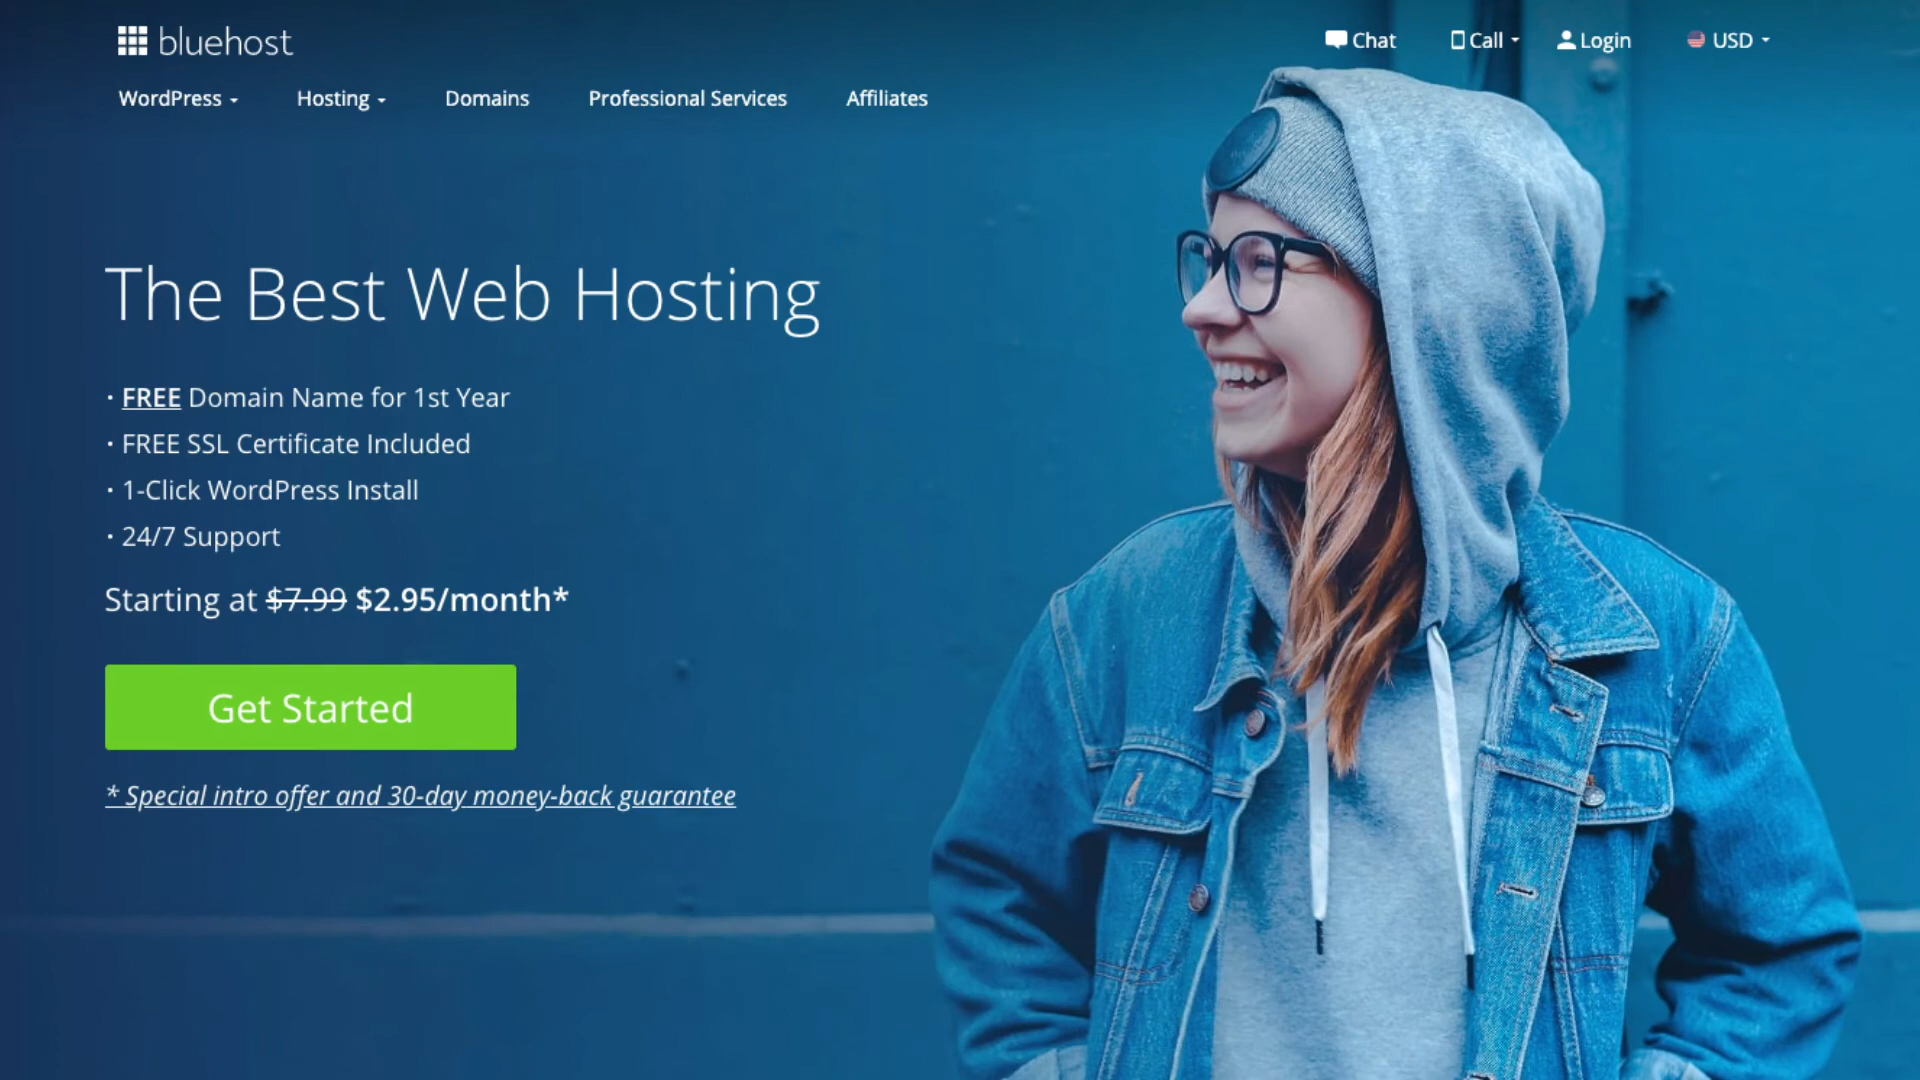 bluehost
Chat
Call
Login
USD
WordPress
Hosting
Domains
Professional Services
Affiliates
The Best Web Hosting
· FREE Domain Name for 1st Year
· FREE SSL Certificate Included
· 1-Click WordPress Install
· 24/7 Support
Starting at $7.99 $2.95/month*
Get Started
* Special intro offer and 30-day money-back guarantee